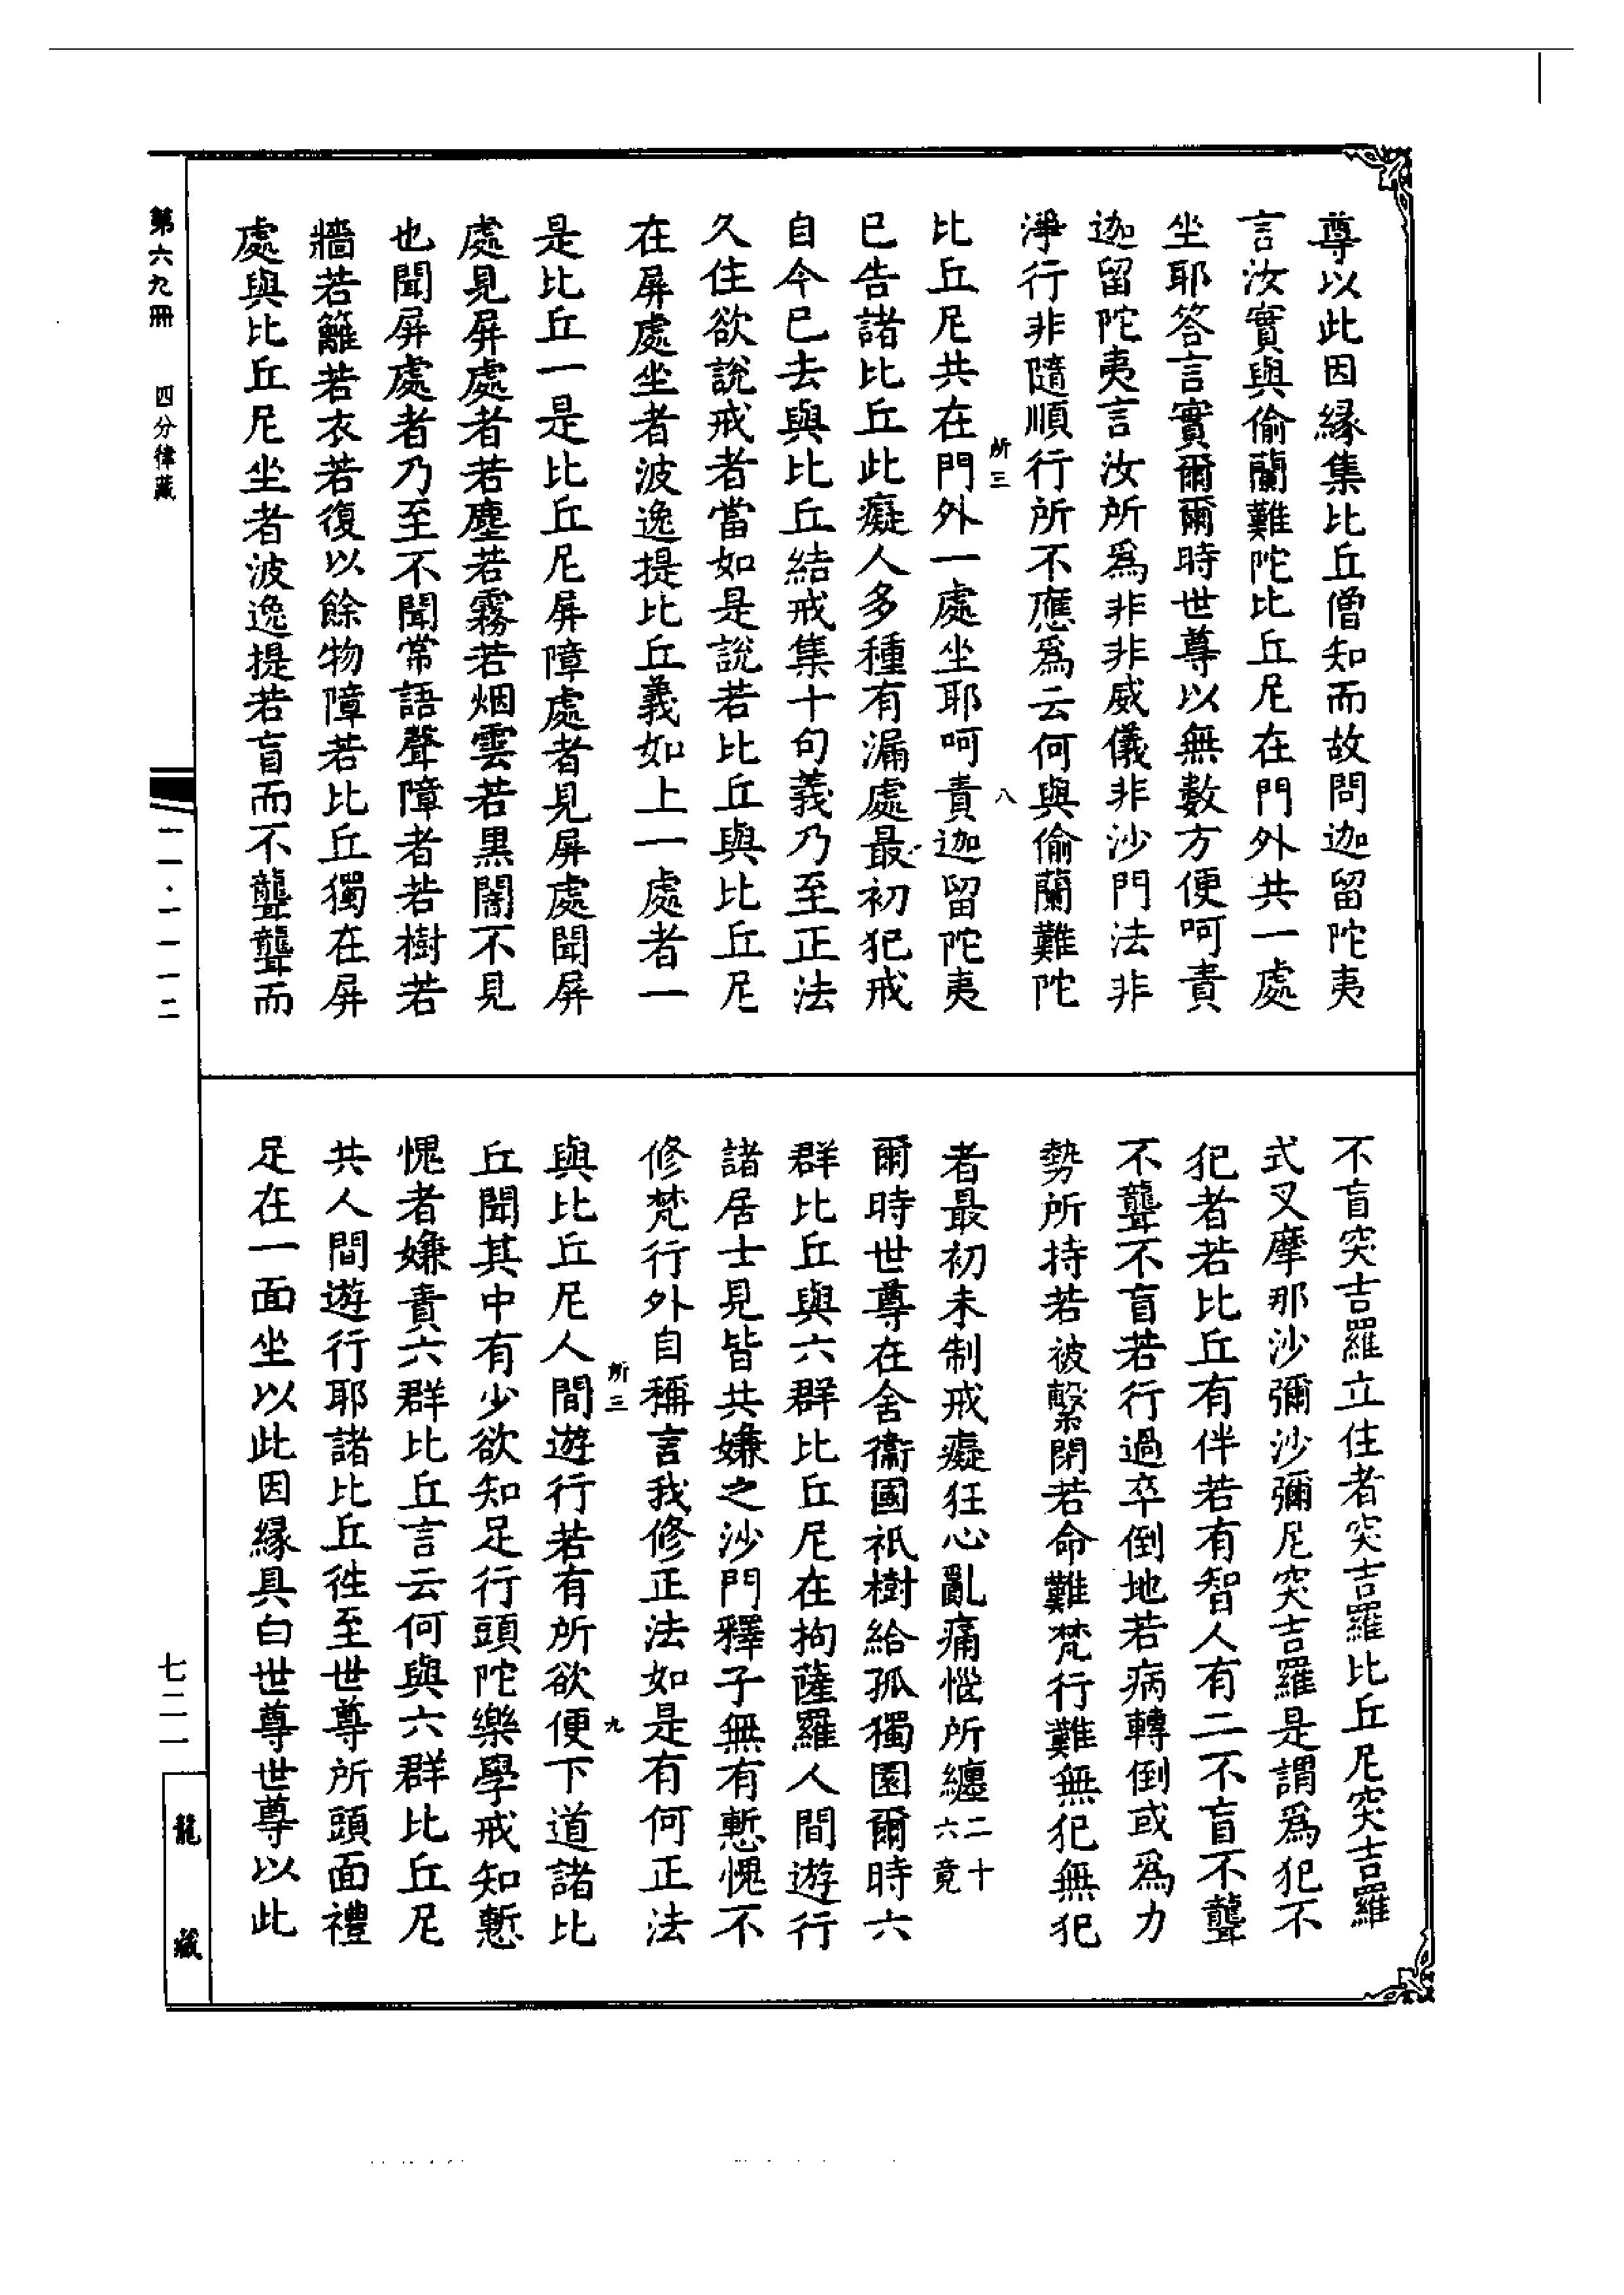 尊以此因緣集比丘僧知而故問迦留陀夷
言汝實與偷蘭難陀比丘尼在門外共一處
坐耶答言實爾爾時世尊以無數方便呵責
迦留陀夷言汝所爲非非威儀非沙門法非
淨行非隨順行所不應爲云何與偷蘭難陀
所三
八
比丘尼共在門外一處坐耶呵責迦留陀夷
已告諸比丘此癡人多種有漏處最初犯戒
自今已去與比丘結戒集十句義乃至正法
久住欲說戒者當如是說若比丘與比丘尼
在屏處坐者波逸提比丘義如上一處者一
是比丘一是比丘尼屏障處者見屏處聞屏
處見屏處者若塵若霧若烟雲若黑闇不見
也聞屏處者乃至不聞常語聲障者若樹若
牆若籬若衣若復以餘物障若比丘獨在屏
處與比丘尼坐者波逸提若盲而不聾聾而
不盲突吉羅立住者突吉羅比丘尼突吉羅
式叉摩那沙彌沙彌尼突吉羅是謂爲犯不
犯者若比丘有伴若有智人有二不盲不聾
不聾不盲若行過卒倒地若病轉倒或爲力
勢所持若被繫閉若命難梵行難無犯無犯
者最初未制戒癡狂心亂痛惱所纏二十六竟
爾時世尊在舍衞國祇樹給孤獨園爾時六
群比丘與六群比丘尼在拘薩羅人間遊行
諸居士見皆共嫌之沙門釋子無有慙愧不
修梵行外自稱言我修正法如是有何正法
所三
九
與比丘尼人間遊行若有所欲便下道諸比
丘聞其中有少欲知足行頭陀樂學戒知慙
愧者嫌責六群比丘言云何與六群比丘尼
共人間遊行耶諸比丘徃至世尊所頭面禮
足在一面坐以此因緣具白世尊世尊以此
第六九冊
四分律藏
一一·一一一二
七二一
龍藏